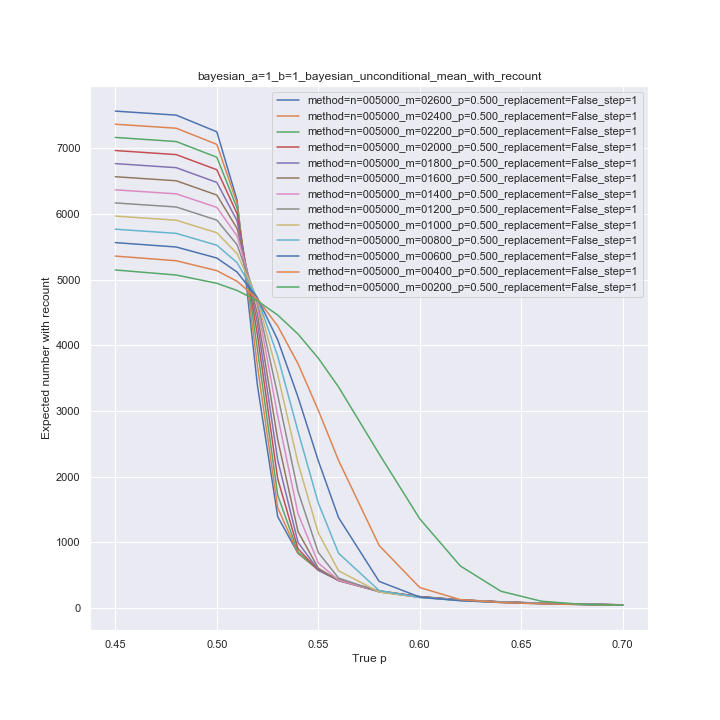 bayesian_a=1_b=1_bayesian_unconditional_mean_with_recount
method=n=005000_m=02600_p=0.500_replacement=False_step=1
method=n=005000_m=02400_p=0.500_replacement=False_step=1
method=n=005000_m=02200_p=0.500_replacement=False_step=1
method=n=005000_m=02000_p=0.500_replacement=False_step=1
method=n=005000_m=01800_p=0.500_replacement=False_step=1
method=n=005000_m=01600_p=0.500_replacement=False_step=1
method=n=005000_m=01400_p=0.500_replacement=False_step=1
method=n=005000_m=01200_p=0.500_replacement=False_step=1
method=n=005000_m=01000_p=0.500_replacement=False_step=1
method=n=005000_m=00800_p=0.500_replacement=False_step=1
method=n=005000_m=00600_p=0.500_replacement=False_step=1
method=n=005000_m=00400_p=0.500_replacement=False_step=1
method=n=005000_m=00200_p=0.500_replacement=False_step=1
Expected number with recount
7000
6000
5000
4000
3000
2000
1000
0
0.45 0.50 0.55 0.60 0.65 0.70
True p